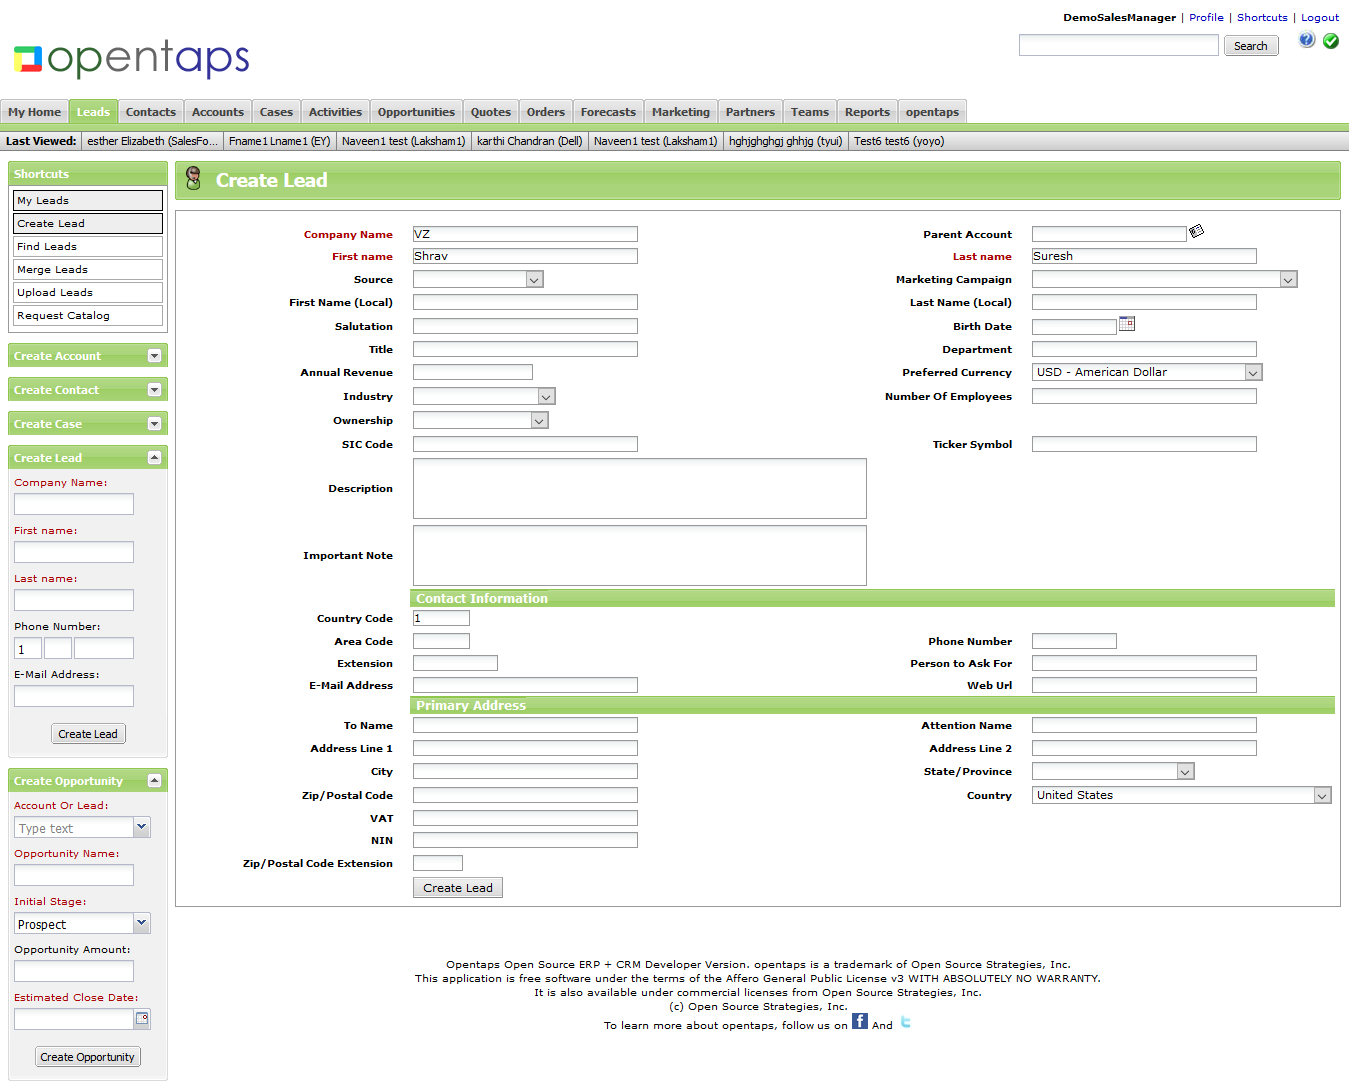 DemoSalesManager | Profile | Shortcuts | Logout
opentaps
Search
My Home Leads Contacts Accounts Cases Activities Opportunities Quotes Orders Forecasts Marketing Partners Teams Reports opentaps
Last Viewed: esther Elizabeth (SalesFo... Fname1 Lname1 (EY) Naveen1 test (Laksham1) karthi Chandran (Dell) Naveen1 test (Laksham1) hghjghghgj ghhjg (tyui) Test6 test6 (yoyo)
Shortcuts
My Leads
Create Lead
Find Leads
Merge Leads
Upload Leads
Request Catalog
Create Account
Create Contact
Create Case
Create Lead
Company Name:
First name:
Last name:
Phone Number:
1
E-Mail Address:
Create Lead
Create Opportunity
Account Or Lead:
Type text
Opportunity Name:
Initial Stage:
Prospect
Opportunity Amount:
Estimated Close Date:
Create Opportunity
Create Lead
Company Name VZ Parent Account
First name Shrav Last name Suresh
Source Marketing Campaign
First Name (Local) Last Name (Local)
Salutation Birth Date
Title Department
Annual Revenue Preferred Currency USD - American Dollar
Industry Number Of Employees
Ownership
SIC Code Ticker Symbol
Description
Important Note
Contact Information
Country Code 1
Area Code Phone Number
Extension Person to Ask For
E-Mail Address Web Url
Primary Address
To Name Attention Name
Address Line 1 Address Line 2
City State/Province
Zip/Postal Code Country United States
VAT
NIN
Zip/Postal Code Extension
Create Lead
Opentaps Open Source ERP + CRM Developer Version. opentaps is a trademark of Open Source Strategies, Inc.
This application is free software under the terms of the Affero General Public License v3 WITH ABSOLUTELY NO WARRANTY.
It is also available under commercial licenses from Open Source Strategies, Inc.
(c) Open Source Strategies, Inc.
To learn more about opentaps, follow us on f And t